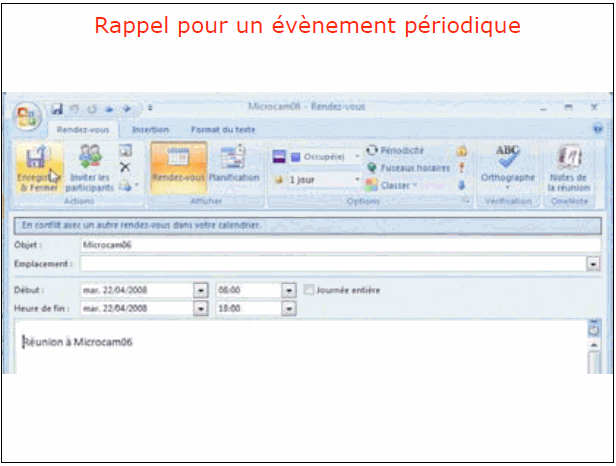 Rappel pour un évènement périodique
Microcam06 - Rendez-vous
Rendez-vous Insertion Format du texte
Enregistrer & Fermer
Inviter les participants
Actions
Rendez-vous Planification
Afficher
Occupé(e)
1 jour
Périodicité
Fuseaux horaires
Classer
Options
ABC
Orthographe
Vérification
Notes de la réunion
OneNote
En conflit avec un autre rendez-vous dans votre calendrier.
Objet : Microcam06
Emplacement :
Début : mar. 22/04/2008 08:00 Journée entière
Heure de fin : mar. 22/04/2008 18:00
Réunion à Microcam06